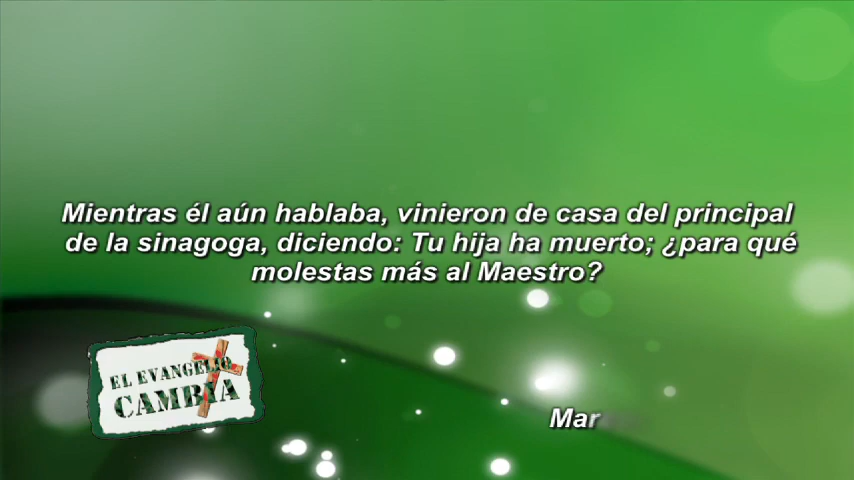 Mientras él aún hablaba, vinieron de casa del principal
de la sinagoga, diciendo: Tu hija ha muerto; ¿para qué
molestas más al Maestro?
EL EVANGELIO
CAMBIA
Mar